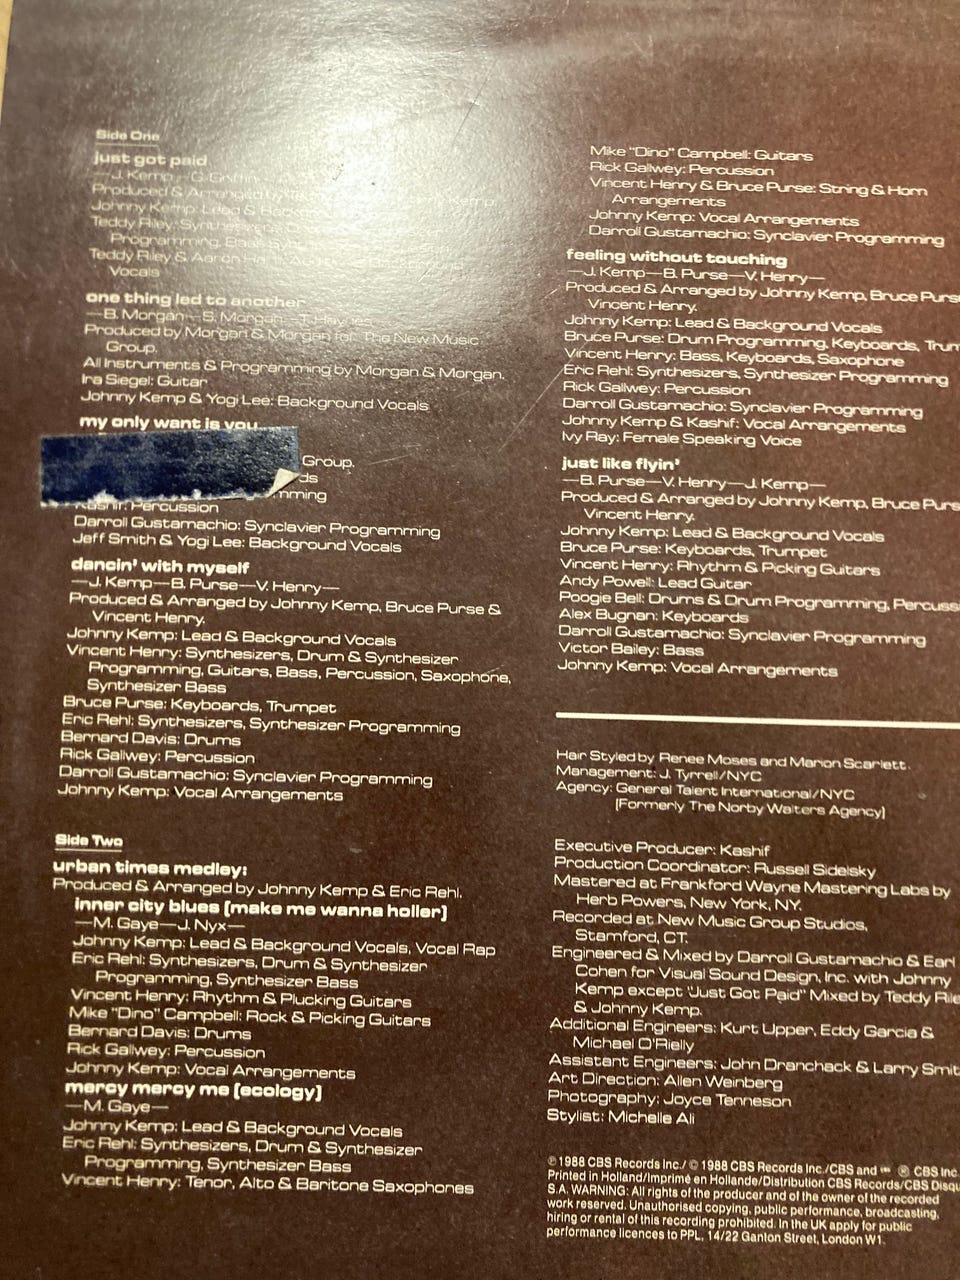 Side One
just got paid
—J. Kemp—G. Griffin
Produced & Arranged by Kemp.
Johnny Kemp: Lead &
Teddy Riley:
Programming, Bass
Teddy Riley & Aaron
Vocals
one thing led to another
—B. Morgan—S. Morgan—T.
Produced by Morgan & Morgan for The New Music
Group.
All Instruments & Programming by Morgan & Morgan.
Ira Siegel: Guitar
Johnny Kemp & Yogi Lee: Background Vocals
my only want is you
Group.
ds
mming
Kashif: Percussion
Darroll Gustamachio: Synclavier Programming
Jeff Smith & Yogi Lee: Background Vocals
dancin' with myself
—J. Kemp—B. Purse—V. Henry—
Produced & Arranged by Johnny Kemp, Bruce Purse &
Vincent Henry.
Johnny Kemp: Lead & Background Vocals
Vincent Henry: Synthesizers, Drum & Synthesizer
Programming, Guitars, Bass, Percussion, Saxophone,
Synthesizer Bass
Bruce Purse: Keyboards, Trumpet
Eric Rehl: Synthesizers, Synthesizer Programming
Bernard Davis: Drums
Rick Gallwey: Percussion
Darroll Gustamachio: Synclavier Programming
Johnny Kemp: Vocal Arrangements
Side Two
urban times medley:
Produced & Arranged by Johnny Kemp & Eric Rehl.
inner city blues (make me wanna holler)
—M. Gaye—J. Nyx—
Johnny Kemp: Lead & Background Vocals, Vocal Rap
Eric Rehl: Synthesizers, Drum & Synthesizer
Programming, Synthesizer Bass
Vincent Henry: Rhythm & Plucking Guitars
Mike "Dino" Campbell: Rock & Picking Guitars
Bernard Davis: Drums
Rick Gallwey: Percussion
Johnny Kemp: Vocal Arrangements
mercy mercy me (ecology)
—M. Gaye—
Johnny Kemp: Lead & Background Vocals
Eric Rehl: Synthesizers, Drum & Synthesizer
Programming, Synthesizer Bass
Vincent Henry: Tenor, Alto & Baritone Saxophones
Mike "Dino" Campbell: Guitars
Rick Gallwey: Percussion
Vincent Henry & Bruce Purse: String & Horn
Arrangements
Johnny Kemp: Vocal Arrangements
Darroll Gustamachio: Synclavier Programming
feeling without touching
—J. Kemp—B. Purse—V. Henry—
Produced & Arranged by Johnny Kemp, Bruce Purs
Vincent Henry.
Johnny Kemp: Lead & Background Vocals
Bruce Purse: Drum Programming, Keyboards, Trum
Vincent Henry: Bass, Keyboards, Saxophone
Eric Rehl: Synthesizers, Synthesizer Programming
Rick Gallwey: Percussion
Darroll Gustamachio: Synclavier Programming
Johnny Kemp & Kashif: Vocal Arrangements
Ivy Ray: Female Speaking Voice
just like flyin'
—B. Purse—V. Henry—J. Kemp—
Produced & Arranged by Johnny Kemp, Bruce Purs
Vincent Henry.
Johnny Kemp: Lead & Background Vocals
Bruce Purse: Keyboards, Trumpet
Vincent Henry: Rhythm & Picking Guitars
Andy Powell: Lead Guitar
Poogie Bell: Drums & Drum Programming, Percuss
Alex Bugnan: Keyboards
Darroll Gustamachio: Synclavier Programming
Victor Bailey: Bass
Johnny Kemp: Vocal Arrangements
Hair Styled by Renee Moses and Marion Scarlett.
Management: J. Tyrrell/NYC
Agency: General Talent International/NYC
(Formerly The Norby Walters Agency)
Executive Producer: Kashif
Production Coordinator: Russell Sidelsky
Mastered at Frankford Wayne Mastering Labs by
Herb Powers, New York, NY.
Recorded at New Music Group Studios,
Stamford, CT.
Engineered & Mixed by Darroll Gustamachio & Earl
Cohen for Visual Sound Design, Inc. with Johnny
Kemp except "Just Got Paid" Mixed by Teddy Rile
& Johnny Kemp.
Additional Engineers: Kurt Upper, Eddy Garcia &
Michael O'Rielly
Assistant Engineers: John Dranchack & Larry Smit
Art Direction: Allen Weinberg
Photography: Joyce Tenneson
Stylist: Michelle Ali
℗ 1988 CBS Records Inc./ © 1988 CBS Records Inc./CBS and ® CBS Inc.
Printed in Holland/Imprimé en Hollande/Distribution CBS Records/CBS Disqu
S.A. WARNING: All rights of the producer and of the owner of the recorded
work reserved. Unauthorised copying, public performance, broadcasting,
hiring or rental of this recording prohibited. In the UK apply for public
performance licences to PPL, 14/22 Ganton Street, London W1.